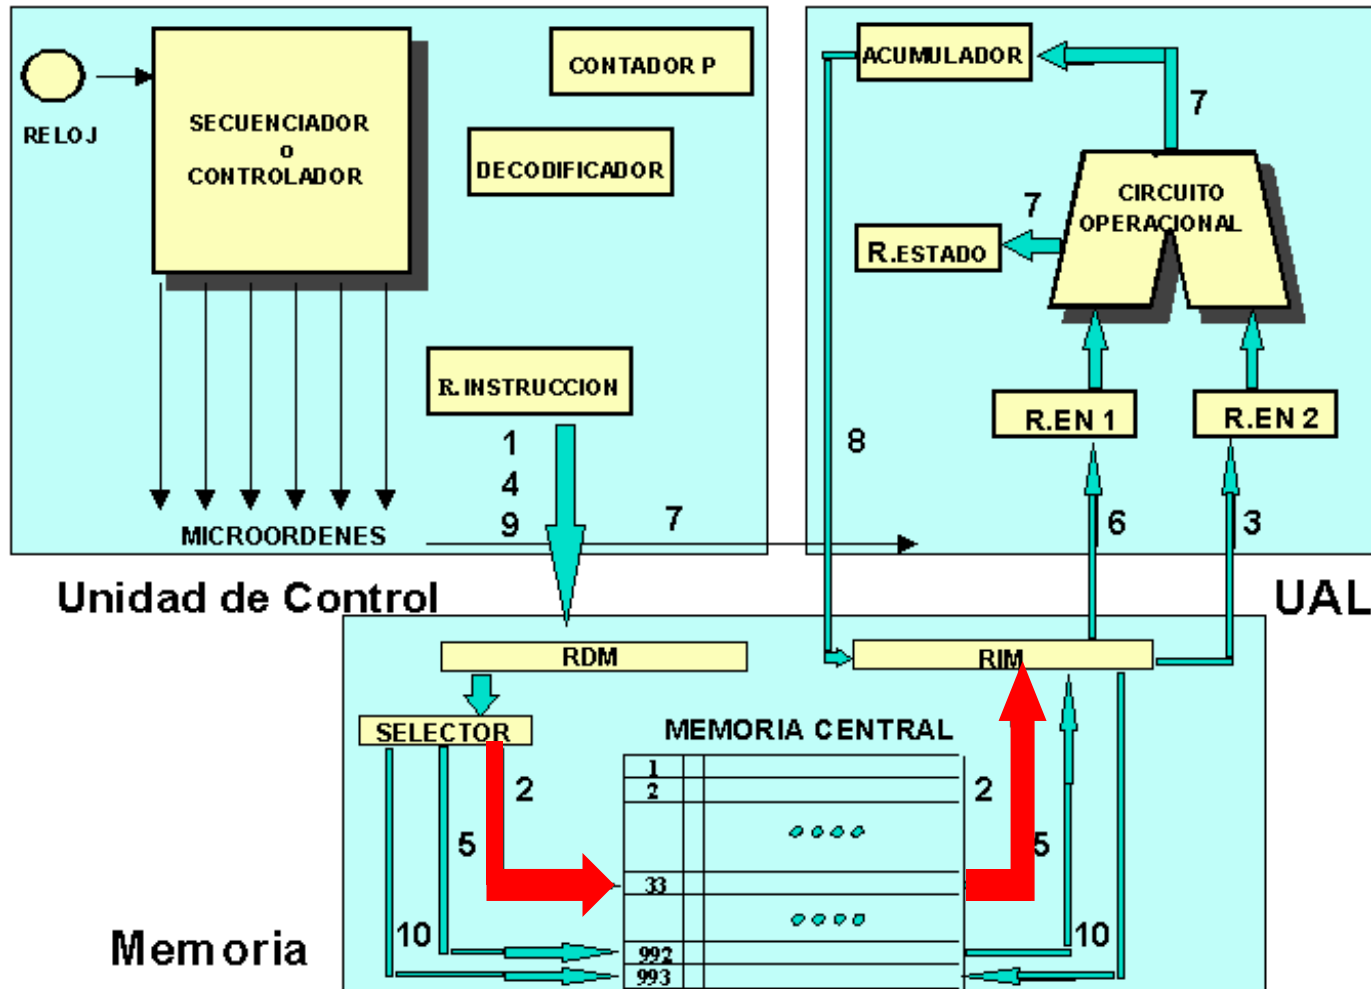 RELOJ
SECUENCIADOR
o
CONTROLADOR
CONTADOR P
DECODIFICADOR
R.INSTRUCCION
1
4
9
7
MICROORDENES
Unidad de Control
ACUMULADOR
7
CIRCUITO
OPERACIONAL
7
R.ESTADO
R.EN 1
R.EN 2
8
6
3
UAL
RDM
RIM
SELECTOR
MEMORIA CENTRAL
1
2
2
2
5
5
33
10
10
992
993
Memoria